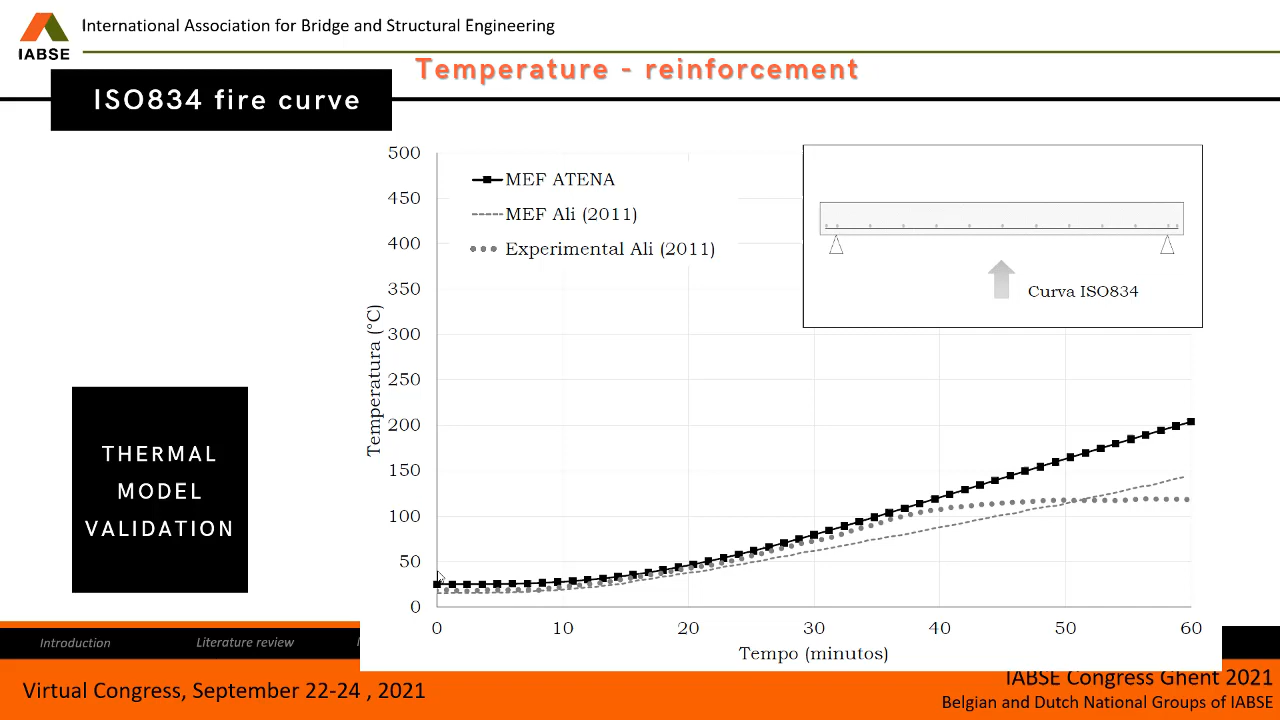 IABSE
International Association for Bridge and Structural Engineering
Temperature - reinforcement
ISO834 fire curve
500
450
400
350
300
250
200
150
100
50
0
Temperatura (°C)
MEF ATENA
MEF Ali (2011)
Experimental Ali (2011)
Curva ISO834
0 10 20 30 40 50 60
Tempo (minutos)
THERMAL
MODEL
VALIDATION
Introduction
Literature review
Virtual Congress, September 22-24 , 2021
IABSE Congress Ghent 2021
Belgian and Dutch National Groups of IABSE